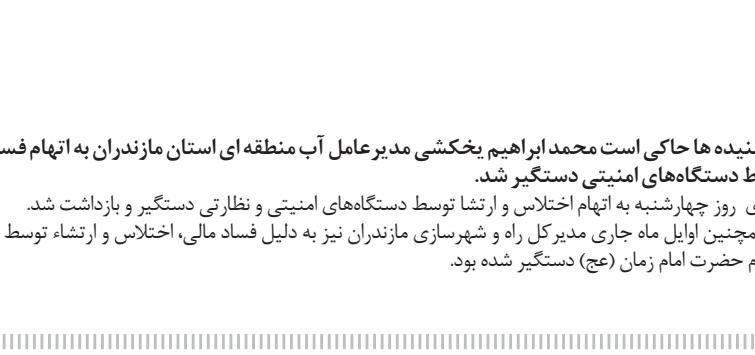 نیده ها حاکی است محمد ابراهیم یخکشی مدیرعامل آب منطقه ای استان مازندران به اتهام فس
ط دستگاه‌های امنیتی دستگیر شد.
ی روز چهارشنبه به اتهام اختلاس و ارتشا توسط دستگاه‌های امنیتی و نظارتی دستگیر و بازداشت شد.
مچنین اوایل ماه جاری مدیرکل راه و شهرسازی مازندران نیز به دلیل فساد مالی، اختلاس و ارتشاء توسط
م حضرت امام زمان (عج) دستگیر شده بود.